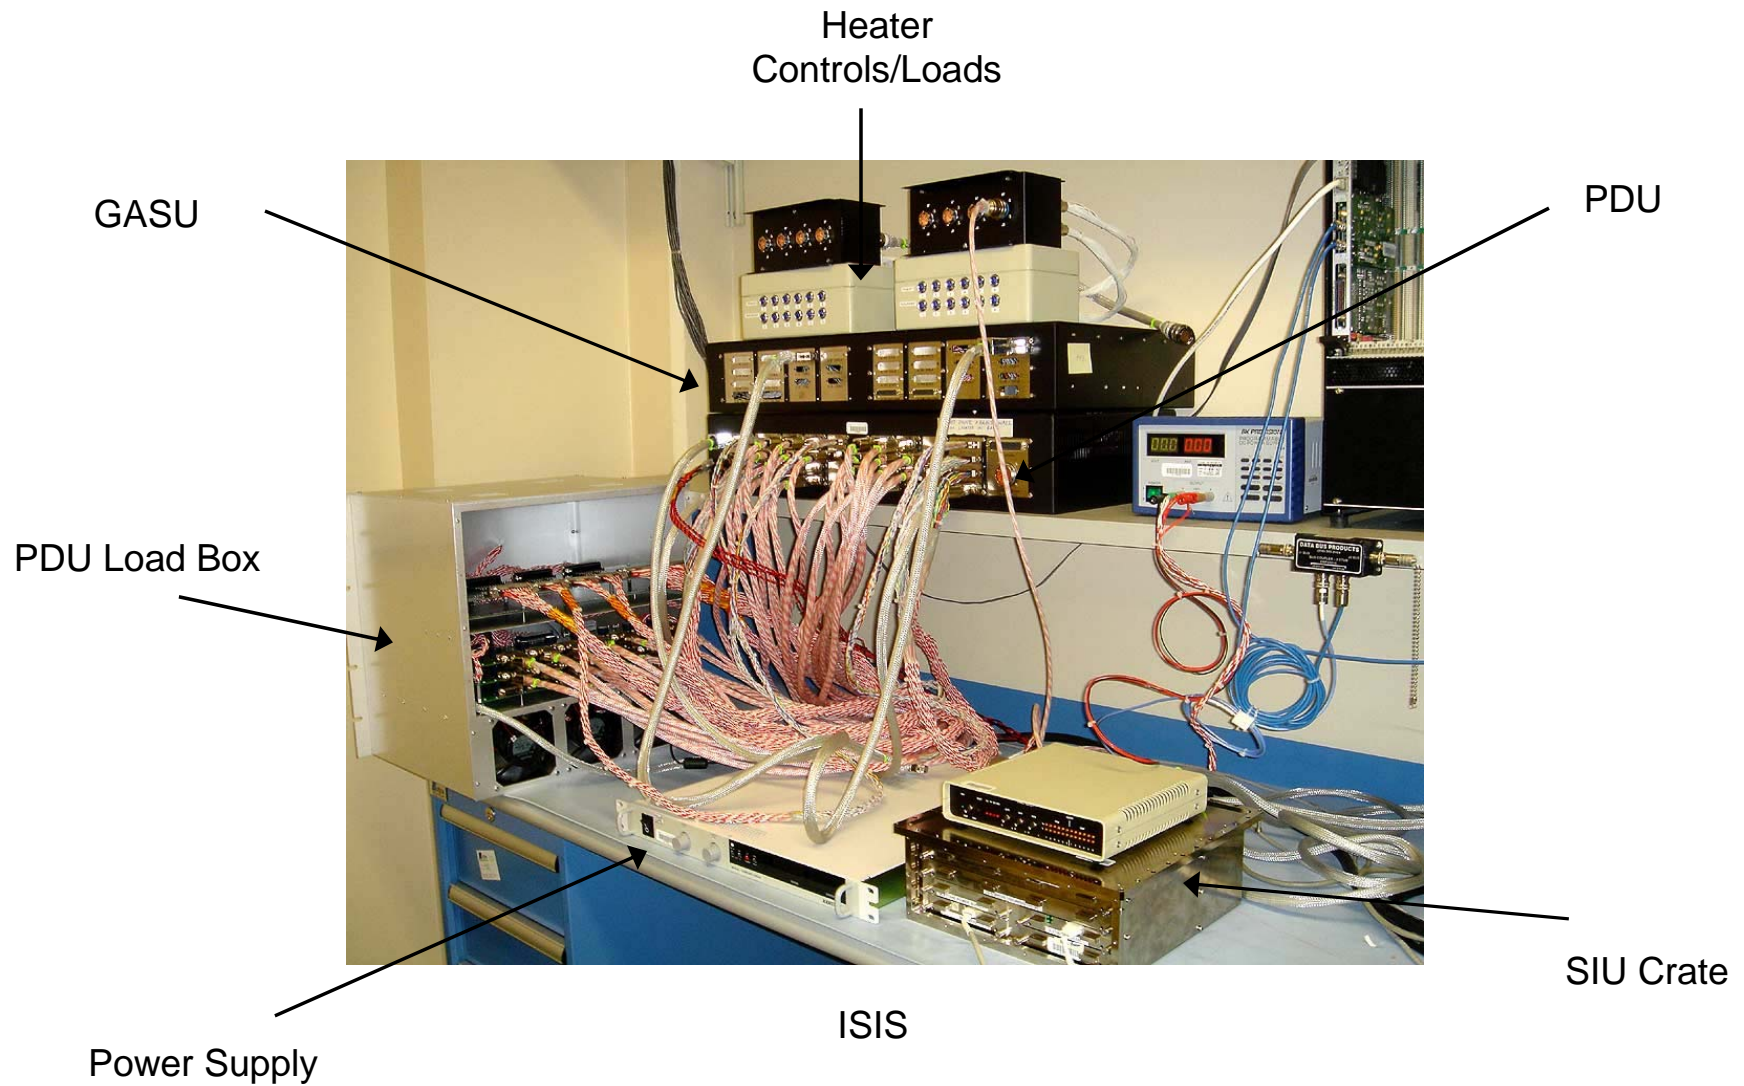 Heater
Controls/Loads
GASU
PDU
PDU Load Box
DATA BUS PRODUCTS
SIU Crate
ISIS
Power Supply